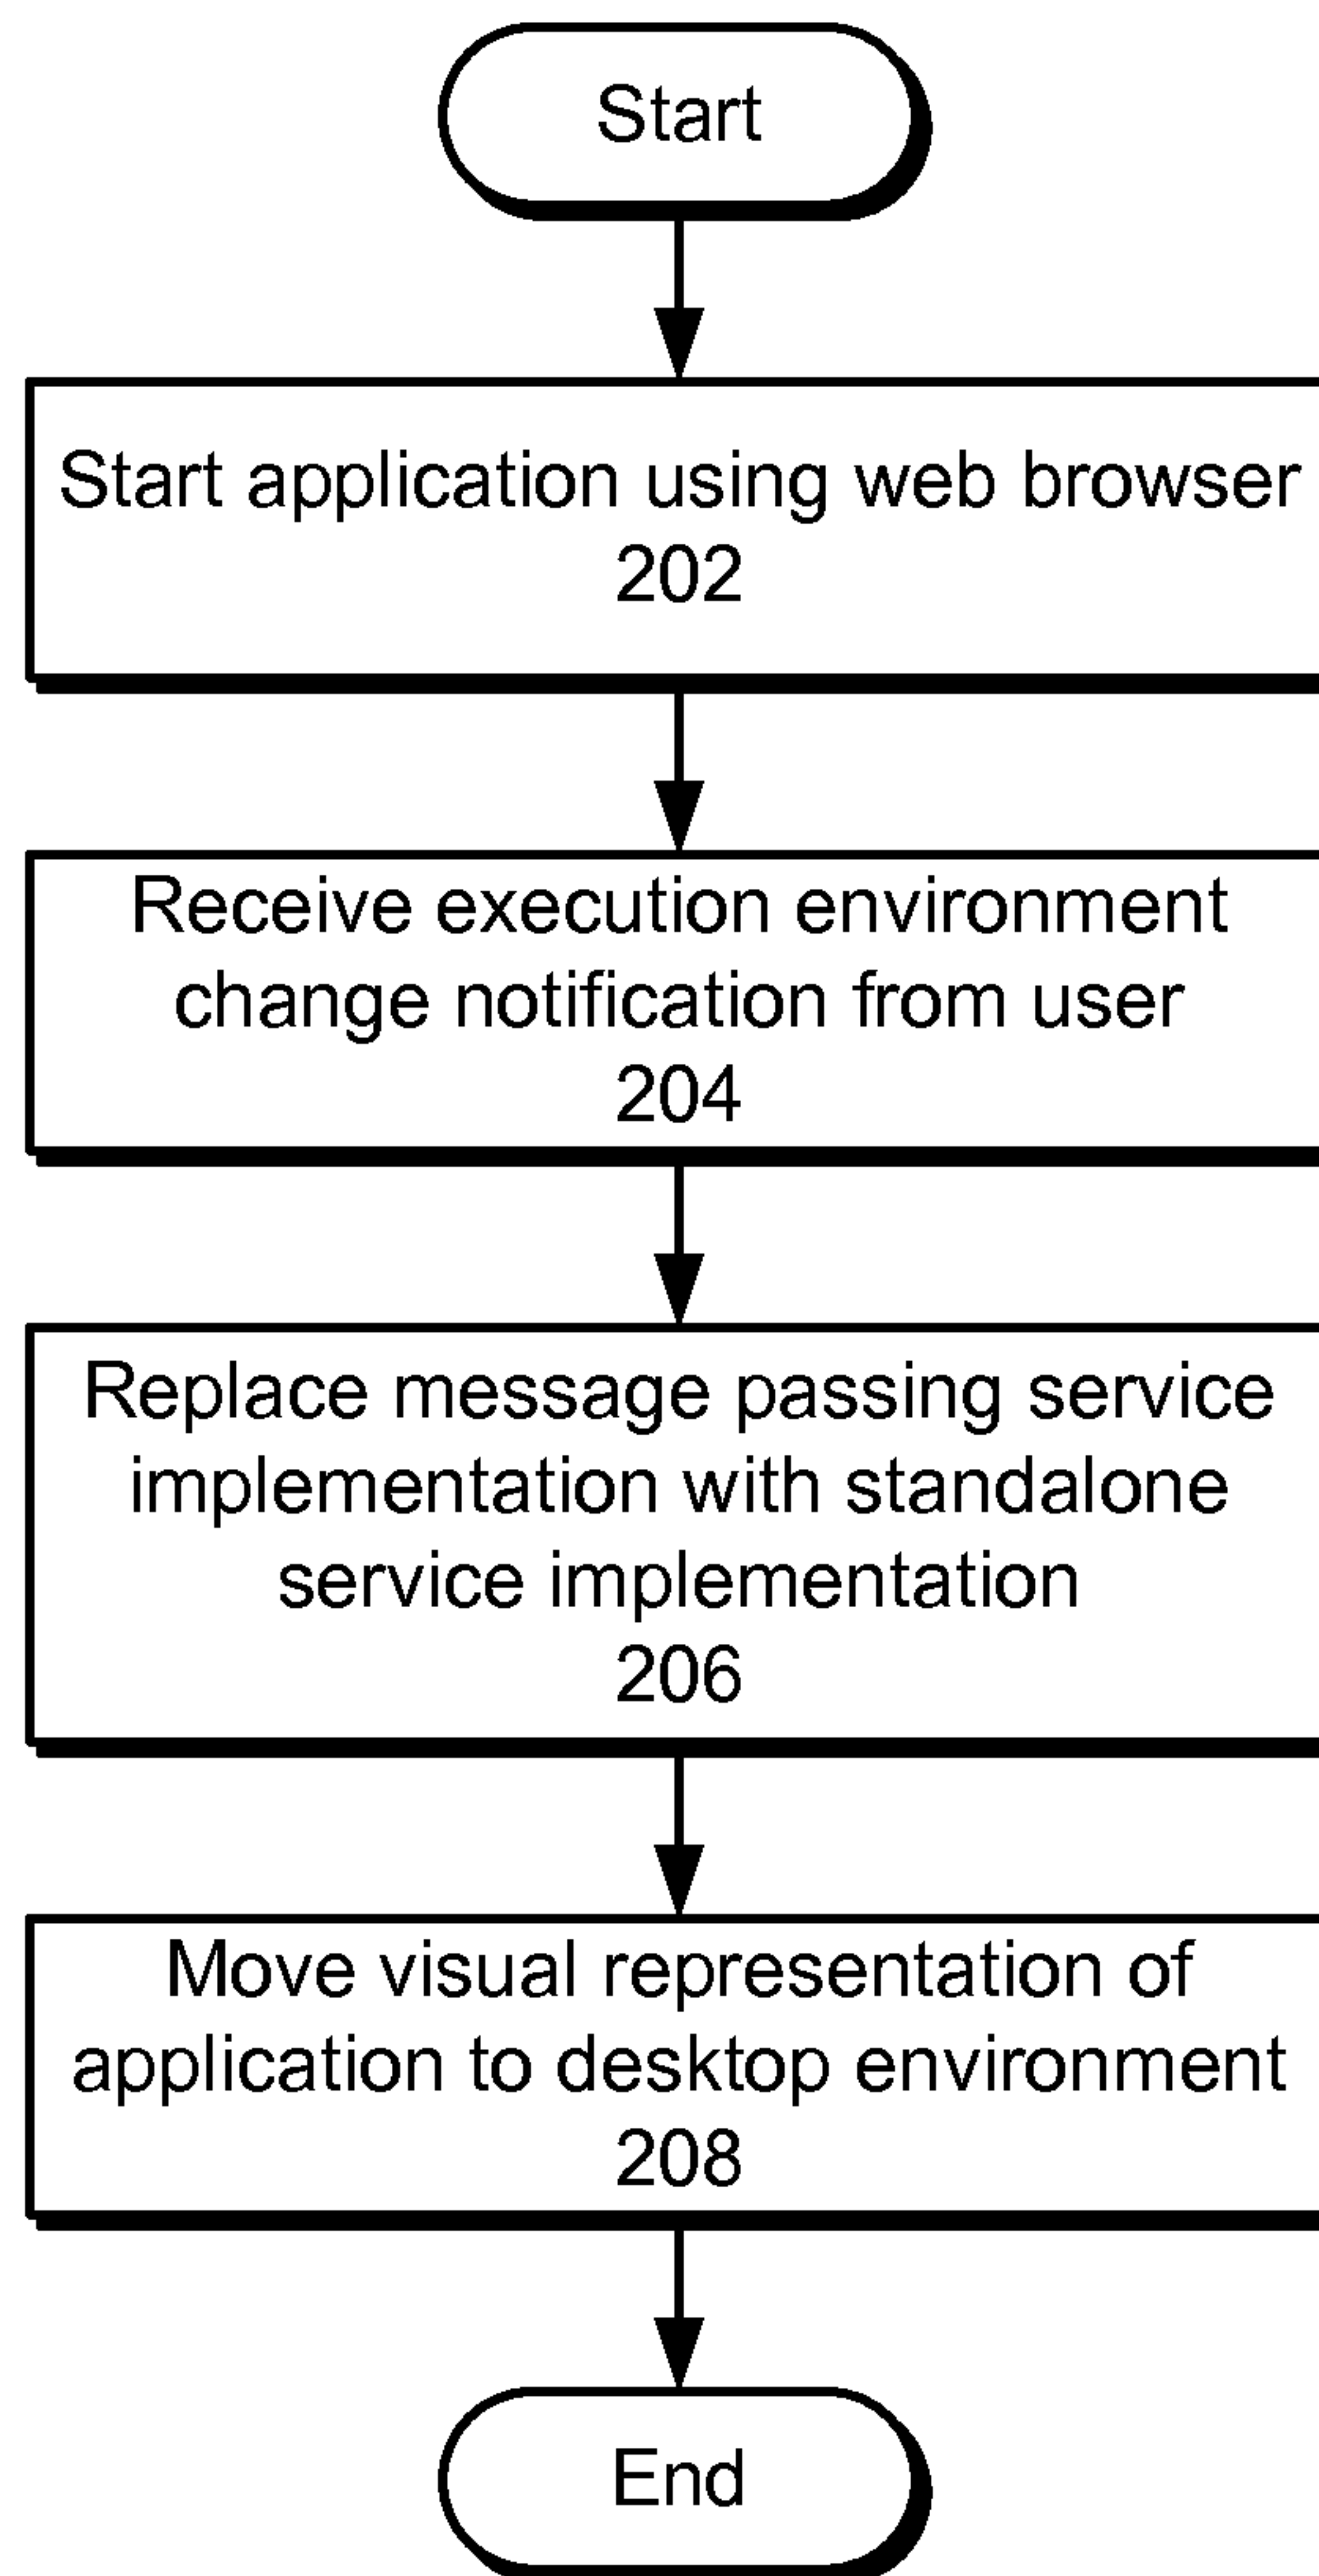 Start
Start application using web browser
202
Receive execution environment
change notification from user
204
Replace message passing service
implementation with standalone
service implementation
206
Move visual representation of
application to desktop environment
208
End